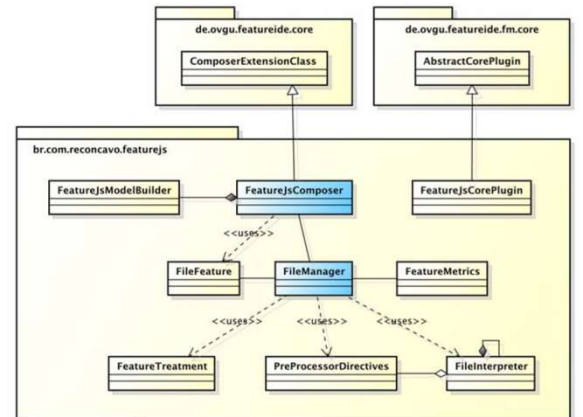 de.ovgu.featureide.core
de.ovgu.featureide.fm.core
ComposerExtensionClass
AbstractCorePlugin
br.com.reconcavo.featurejs
FeatureJsModelBuilder
FeatureJsComposer
FeatureJsCorePlugin
<<uses>>
FileFeature
FileManager
FeatureMetrics
<<uses>>
<<uses>>
<<uses>>
FeatureTreatment
PreProcessorDirectives
FileInterpreter